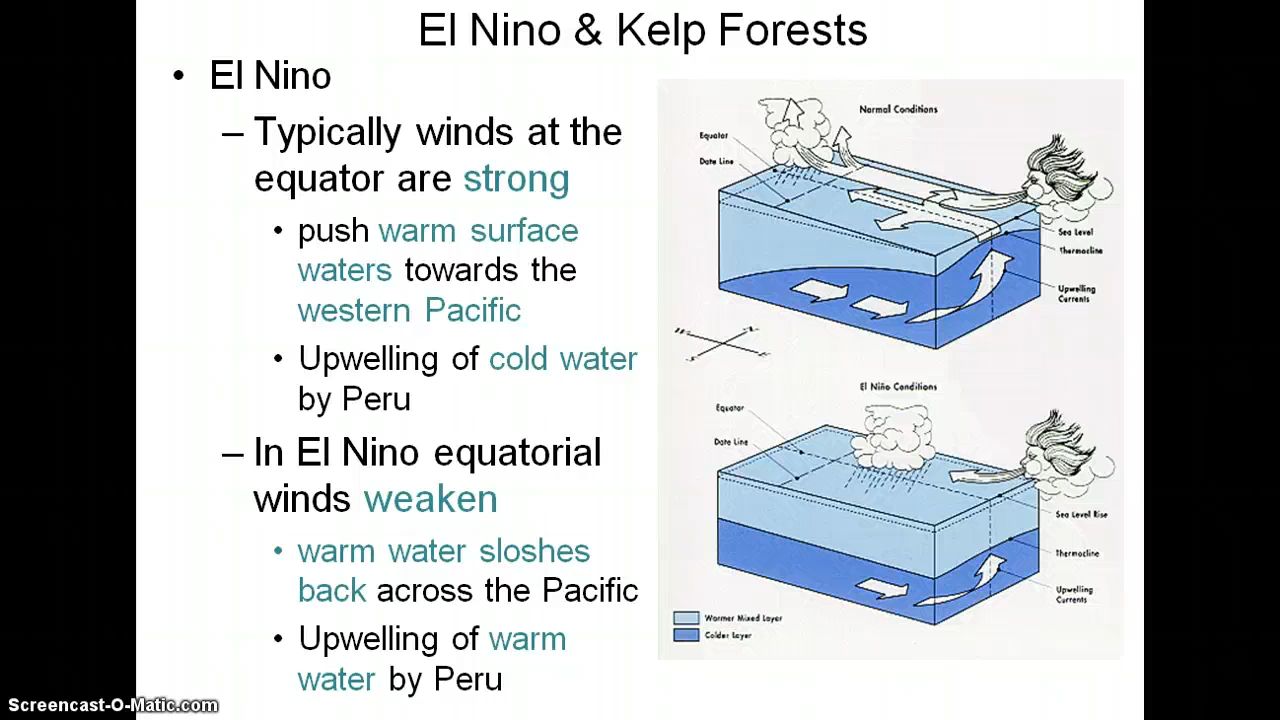 El Nino & Kelp Forests
• El Nino
– Typically winds at the
equator are strong
• push warm surface
waters towards the
western Pacific
• Upwelling of cold water
by Peru
– In El Nino equatorial
winds weaken
• warm water sloshes
back across the Pacific
• Upwelling of warm
water by Peru
Normal Conditions
Equator
Date Line
Sea Level
Thermocline
Upwelling
Currents
El Niño Conditions
Equator
Date Line
Sea Level Rise
Thermocline
Upwelling
Currents
Warmer Mixed Layer
Colder Layer
Screencast-O-Matic.com